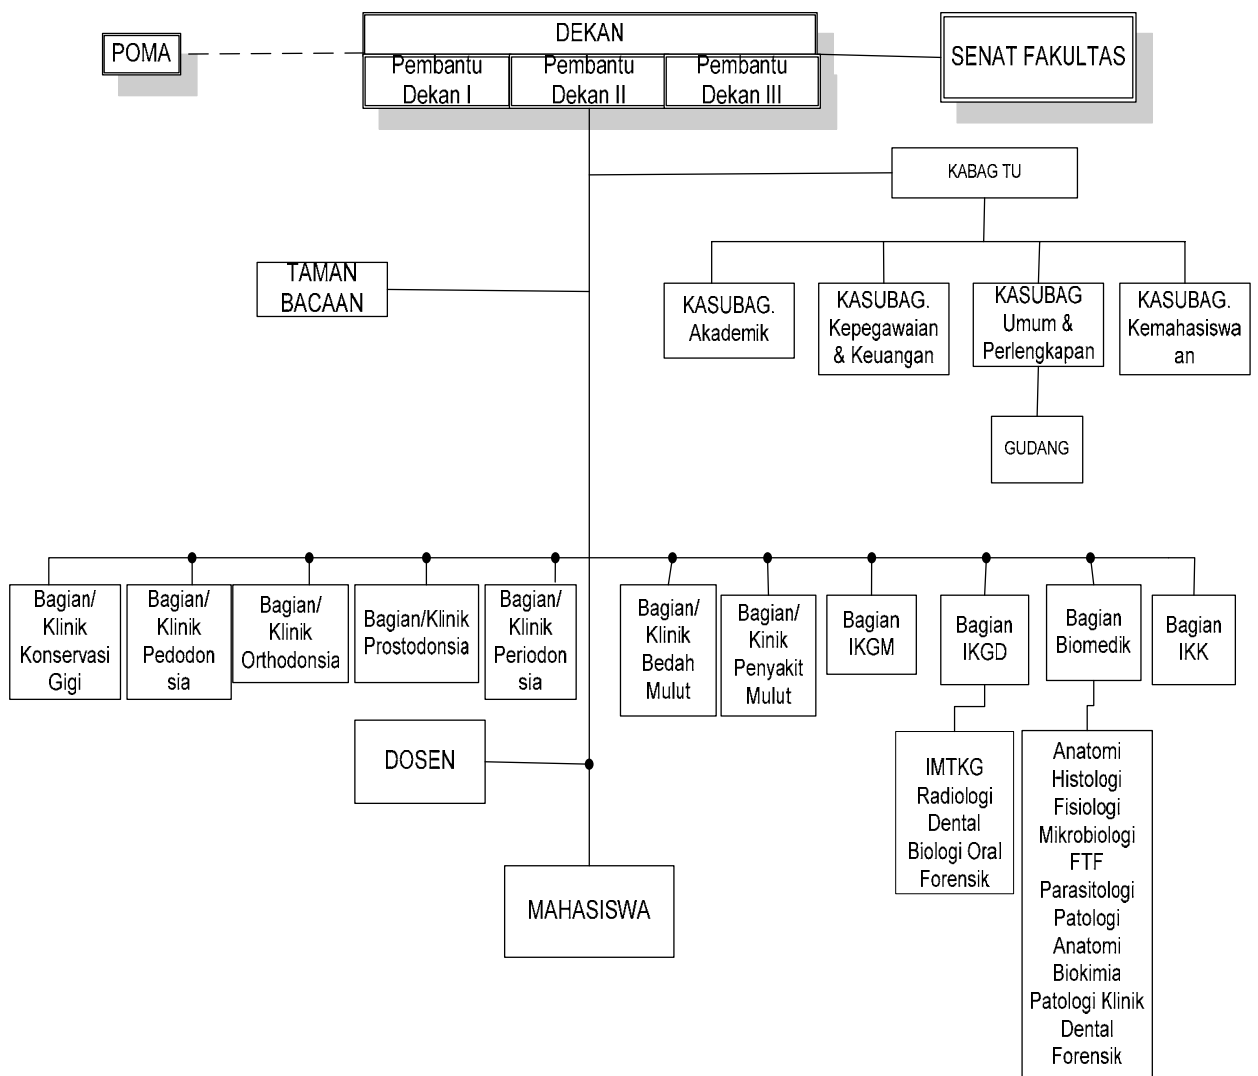 DEKAN
POMA
SENAT FAKULTAS
Pembantu
Dekan I
Pembantu
Dekan II
Pembantu
Dekan III
KABAG TU
TAMAN
BACAAN
KASUBAG.
Akademik
KASUBAG.
Kepegawaian
& Keuangan
KASUBAG
Umum &
Perlengkapan
KASUBAG.
Kemahasiswa
an
GUDANG
Bagian/
Klinik
Konservasi
Gigi
Bagian/
Klinik
Pedodon
sia
Bagian/
Klinik
Orthodonsia
Bagian/Klinik
Prostodonsia
Bagian/
Klinik
Periodon
sia
Bagian/
Klinik
Bedah
Mulut
Bagian/
Kinik
Penyakit
Mulut
Bagian
IKGM
Bagian
IKGD
Bagian
Biomedik
Bagian
IKK
DOSEN
IMTKG
Radiologi
Dental
Biologi Oral
Forensik
Anatomi
Histologi
Fisiologi
Mikrobiologi
FTF
Parasitologi
Patologi
Anatomi
Biokimia
Patologi Klinik
Dental
Forensik
MAHASISWA